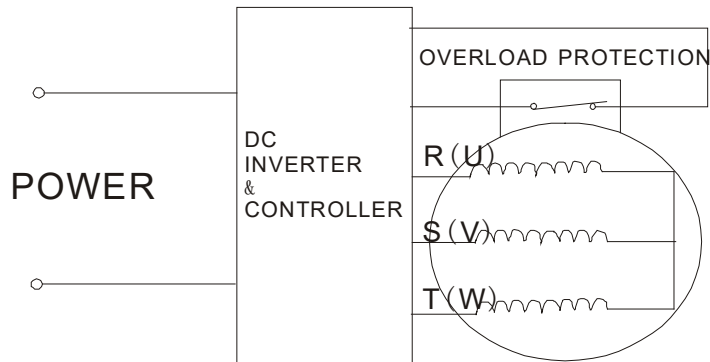 OVERLOAD PROTECTION
DC
INVERTER
&
CONTROLLER
POWER
R(U)
S(V)
T(W)